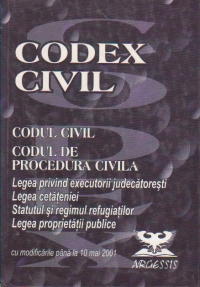 CODEX
CIVIL
CODUL CIVIL
CODUL DE
PROCEDURA CIVILA
Legea privind executorii judecătorești
Legea cetățeniei
Statutul și regimul refugiaților
Legea proprietății publice
cu modificările până la 10 mai 2001
ARGESSIS